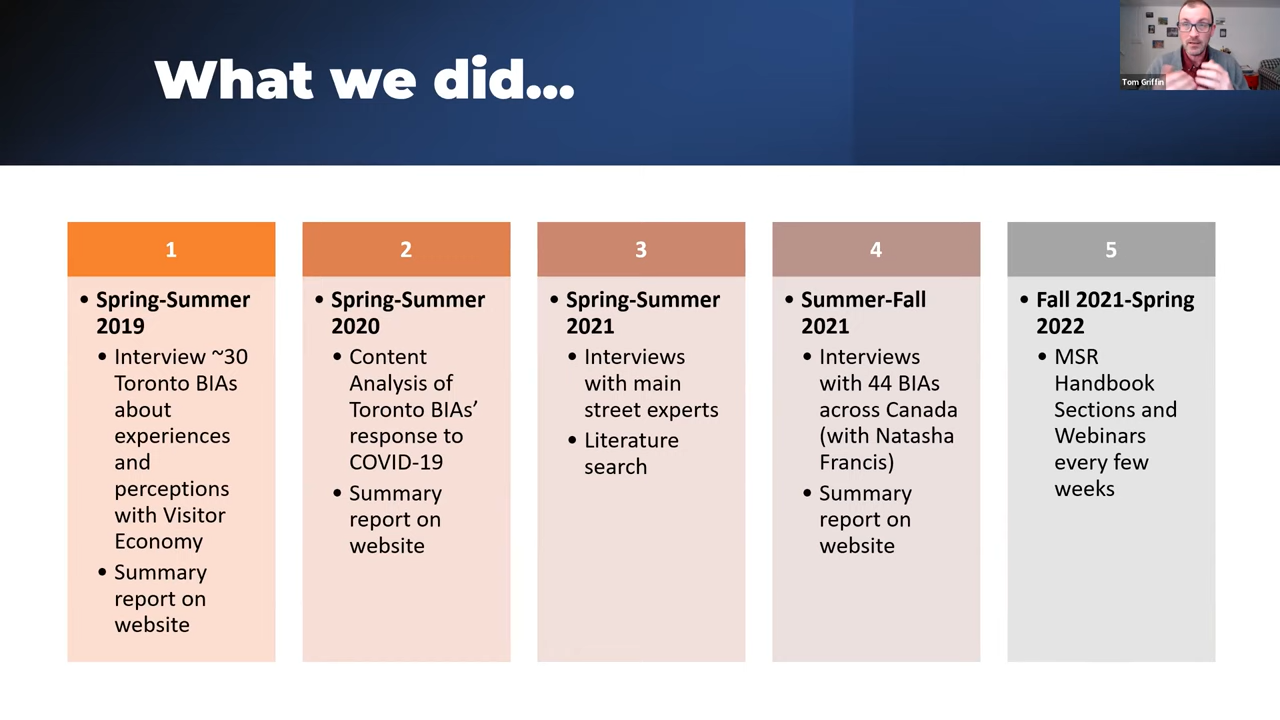 What we did...
Tom Griffin
1
• Spring-Summer
2019
• Interview ~30
Toronto BIAs
about
experiences
and
perceptions
with Visitor
Economy
• Summary
report on
website
2
• Spring-Summer
2020
• Content
Analysis of
Toronto BIAs’
response to
COVID-19
• Summary
report on
website
3
• Spring-Summer
2021
• Interviews
with main
street experts
• Literature
search
4
• Summer-Fall
2021
• Interviews
with 44 BIAs
across Canada
(with Natasha
Francis)
• Summary
report on
website
5
• Fall 2021-Spring
2022
• MSR
Handbook
Sections and
Webinars
every few
weeks